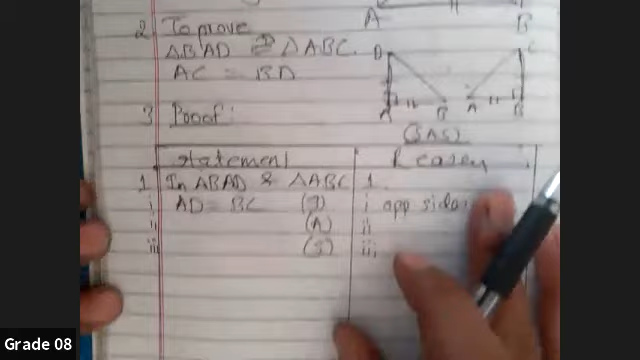 A B
2 To prove
ΔBAD ≅ ΔABC.
AC = BD
D C
A B A B
3 Proof:
(SAS)
Statement Reason
1 In ΔBAD & ΔABC 1.
i AD = BC (S) i opp side
ii (A) ii
iii (S) iii
Grade 08